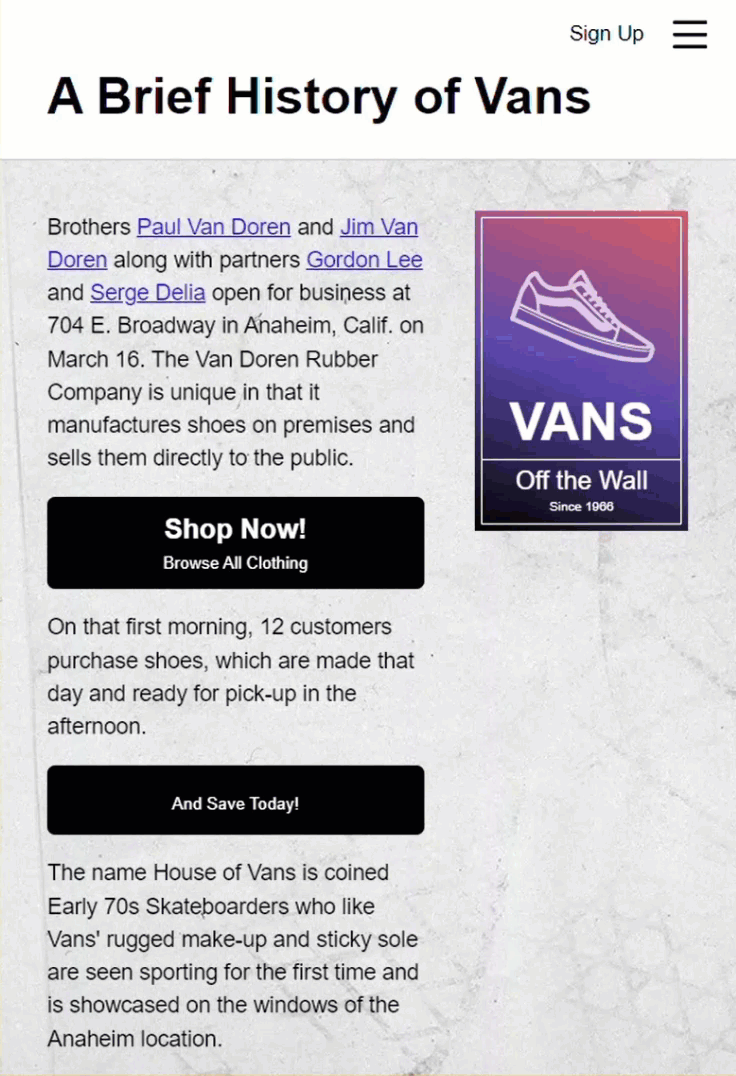 Sign Up
A Brief History of Vans
Brothers Paul Van Doren and Jim Van
Doren along with partners Gordon Lee
and Serge Delia open for business at
704 E. Broadway in Anaheim, Calif. on
March 16. The Van Doren Rubber
Company is unique in that it
manufactures shoes on premises and
sells them directly to the public.
VANS
Off the Wall
Since 1966
Shop Now!
Browse All Clothing
On that first morning, 12 customers
purchase shoes, which are made that
day and ready for pick-up in the
afternoon.
And Save Today!
The name House of Vans is coined
Early 70s Skateboarders who like
Vans' rugged make-up and sticky sole
are seen sporting for the first time and
is showcased on the windows of the
Anaheim location.